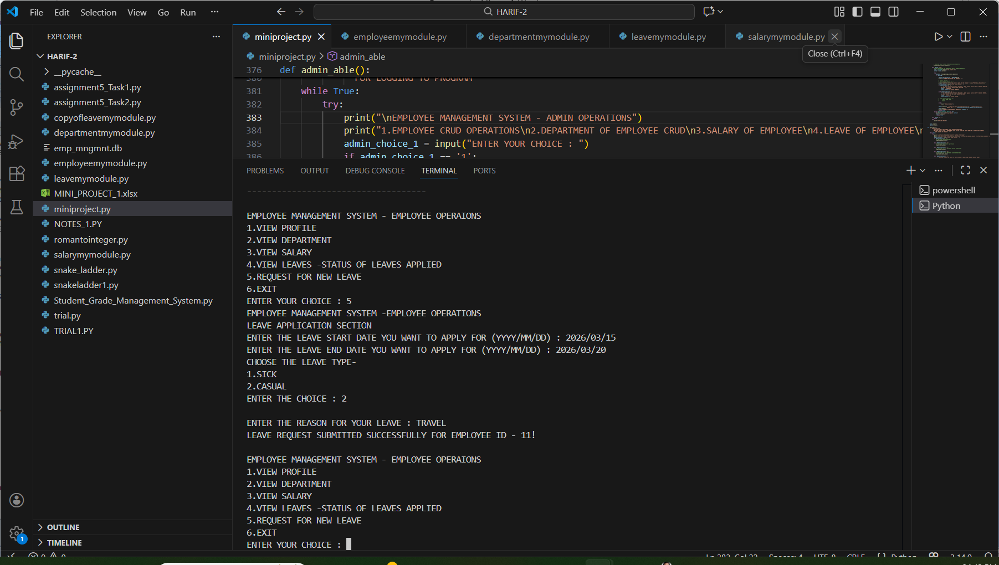 File Edit Selection View Go Run ···
HARIF-2
EXPLORER
HARIF-2
__pycache__
assignment5_Task1.py
assignment5_Task2.py
copyofleavemymodule.py
departmentmymodule.py
emp_mngmnt.db
employeemymodule.py
leavemymodule.py
MINI_PROJECT_1.xlsx
miniproject.py
NOTES_1.PY
romantointeger.py
salarymymodule.py
snake_ladder.py
snakeladder1.py
Student_Grade_Management_System.py
trial.py
TRIAL1.PY
OUTLINE
TIMELINE
1
miniproject.py employeemymodule.py departmentmymodule.py leavemymodule.py salarymymodule.py
Close (Ctrl+F4)
miniproject.py > admin_able
376 def admin_able():
380 FOR LOGGING TO PROGRAM
381 while True:
382 try:
383 print("\nEMPLOYEE MANAGEMENT SYSTEM - ADMIN OPERATIONS")
384 print("1.EMPLOYEE CRUD OPERATIONS\n2.DEPARTMENT OF EMPLOYEE CRUD\n3.SALARY OF EMPLOYEE\n4.LEAVE OF EMPLOYEE\n
385 admin_choice_1 = input("ENTER YOUR CHOICE : ")
386 if admin_choice_1 == '1':
PROBLEMS OUTPUT DEBUG CONSOLE TERMINAL PORTS
powershell
Python
------------------------------------
EMPLOYEE MANAGEMENT SYSTEM - EMPLOYEE OPERAIONS
1.VIEW PROFILE
2.VIEW DEPARTMENT
3.VIEW SALARY
4.VIEW LEAVES -STATUS OF LEAVES APPLIED
5.REQUEST FOR NEW LEAVE
6.EXIT
ENTER YOUR CHOICE : 5
EMPLOYEE MANAGEMENT SYSTEM -EMPLOYEE OPERATIONS
LEAVE APPLICATION SECTION
ENTER THE LEAVE START DATE YOU WANT TO APPLY FOR (YYYY/MM/DD) : 2026/03/15
ENTER THE LEAVE END DATE YOU WANT TO APPLY FOR (YYYY/MM/DD) : 2026/03/20
CHOOSE THE LEAVE TYPE-
1.SICK
2.CASUAL
ENTER THE CHOICE : 2
ENTER THE REASON FOR YOUR LEAVE : TRAVEL
LEAVE REQUEST SUBMITTED SUCCESSFULLY FOR EMPLOYEE ID - 11!
EMPLOYEE MANAGEMENT SYSTEM - EMPLOYEE OPERAIONS
1.VIEW PROFILE
2.VIEW DEPARTMENT
3.VIEW SALARY
4.VIEW LEAVES -STATUS OF LEAVES APPLIED
5.REQUEST FOR NEW LEAVE
6.EXIT
ENTER YOUR CHOICE :